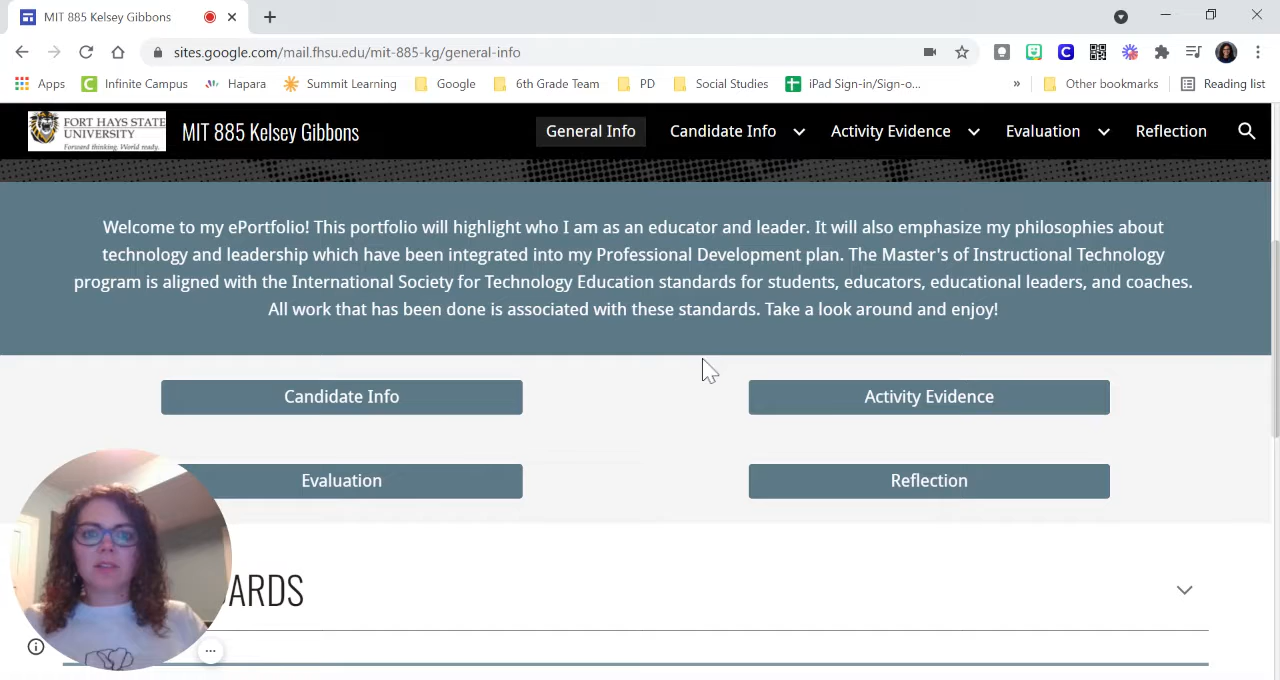 MIT 885 Kelsey Gibbons
sites.google.com/mail.fhsu.edu/mit-885-kg/general-info
Apps Infinite Campus Hapara Summit Learning Google 6th Grade Team PD Social Studies iPad Sign-in/Sign-o... » Other bookmarks Reading list
FORT HAYS STATE
UNIVERSITY
Forward thinking. World ready.
MIT 885 Kelsey Gibbons
General Info Candidate Info Activity Evidence Evaluation Reflection
Welcome to my ePortfolio! This portfolio will highlight who I am as an educator and leader. It will also emphasize my philosophies about
technology and leadership which have been integrated into my Professional Development plan. The Master's of Instructional Technology
program is aligned with the International Society for Technology Education standards for students, educators, educational leaders, and coaches.
All work that has been done is associated with these standards. Take a look around and enjoy!
Candidate Info Activity Evidence
Evaluation Reflection
ARDS